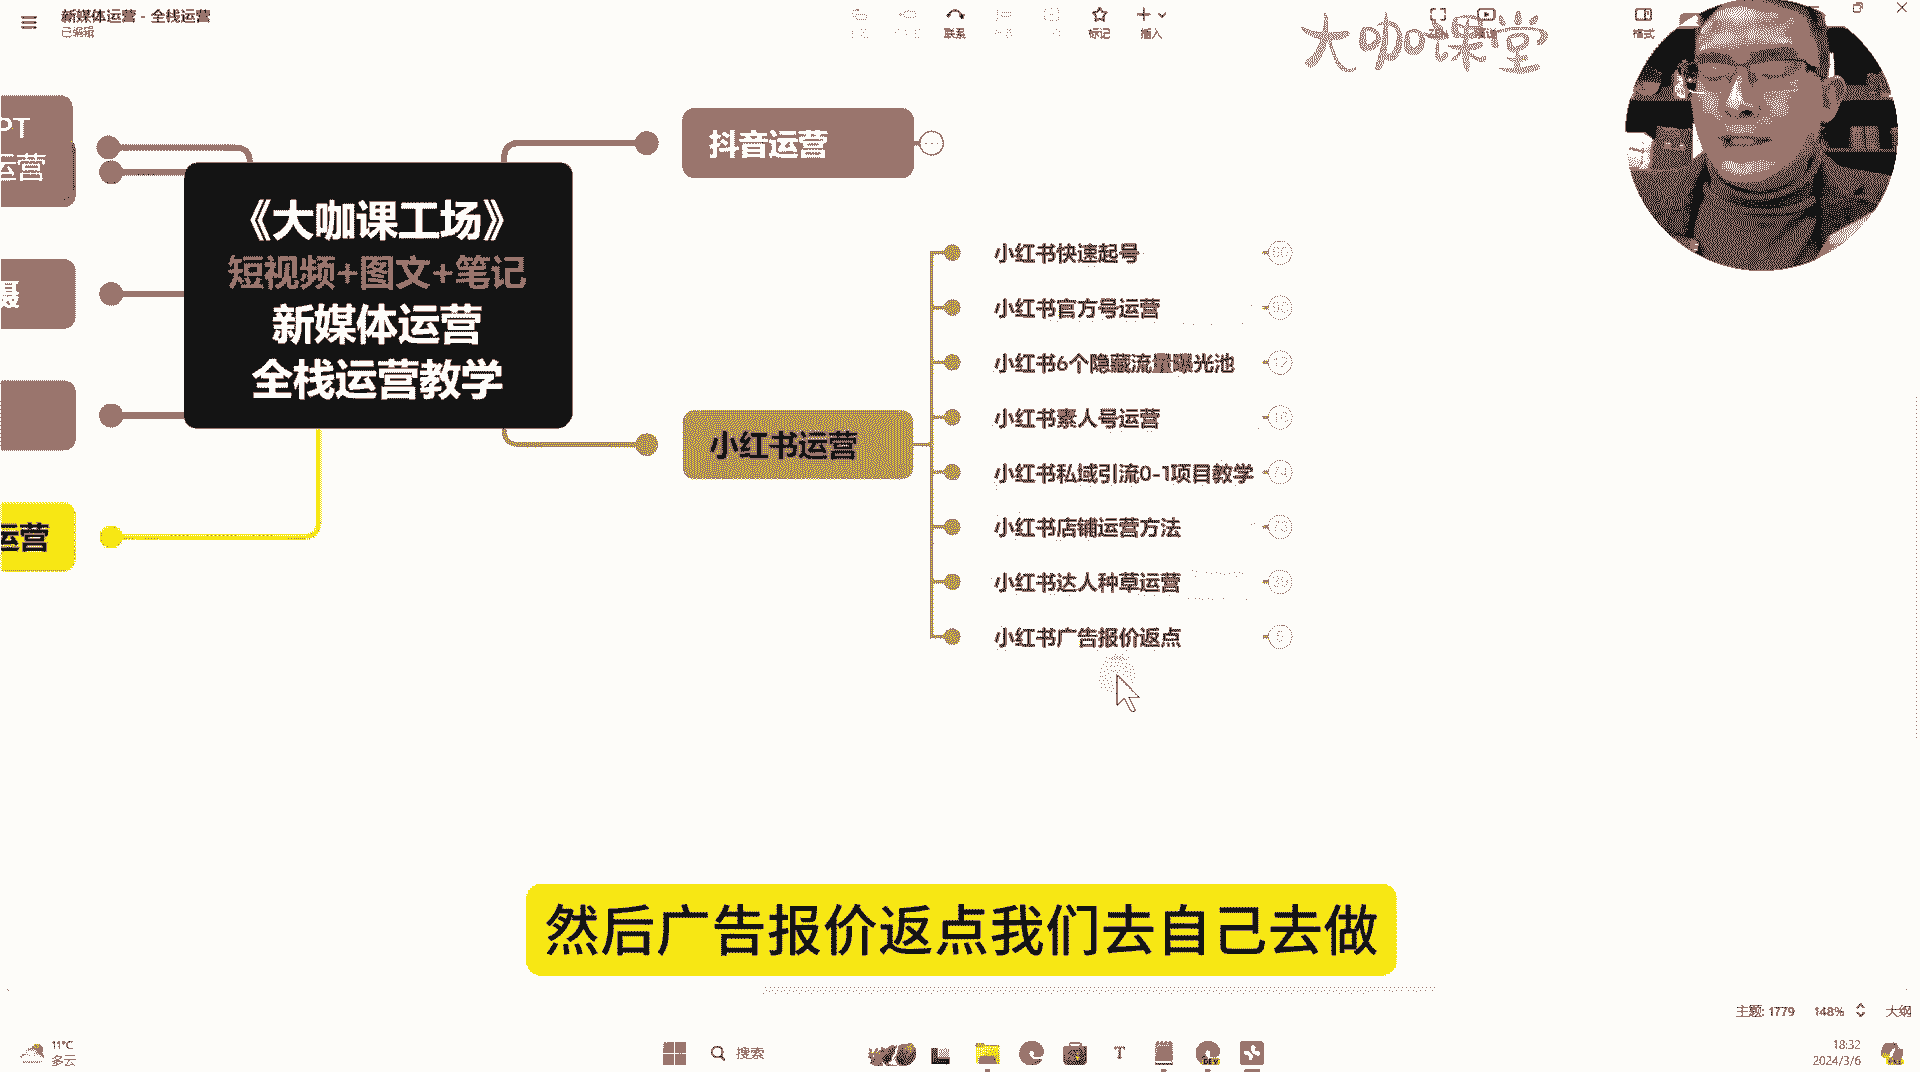 新媒体运营 - 全栈运营
已编辑
联系
标记
插入
格式
大咖课堂
PT
运营
摄
运营
《大咖课工场》
短视频+图文+笔记
新媒体运营
全栈运营教学
抖音运营
小红书运营
小红书快速起号
小红书官方号运营
小红书6个隐藏流量曝光池
小红书素人号运营
小红书私域引流0-1项目教学
小红书店铺运营方法
小红书达人种草运营
小红书广告报价返点
然后广告报价返点我们去自己去做
主题: 1779
148%
大纲
11°C
多云
搜索
T
DEV
18:32
2024/3/6